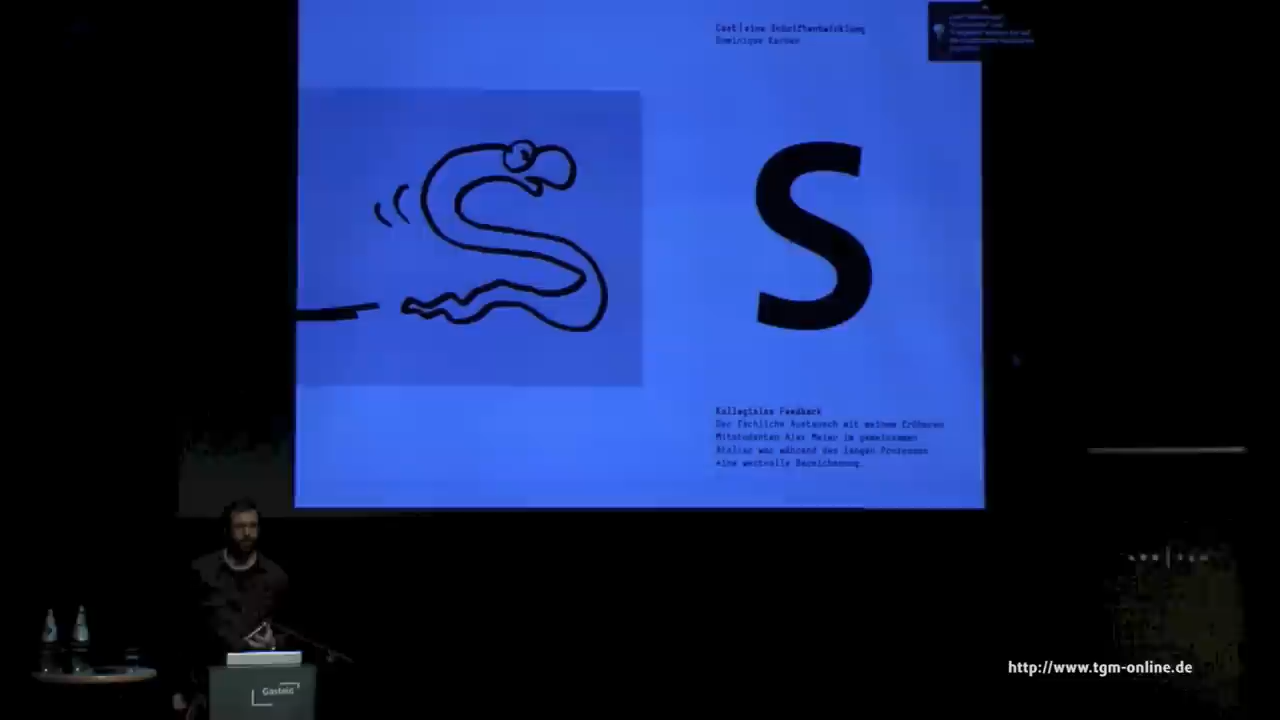 Cast | eine Schriftentwicklung
Dominique Kerber
S
Kollegiales Feedback
Der fachliche Austausch mit meinem früheren
Mitstudenten Alex Meier im gemeinsamen
Atelier war während des langen Prozesses
eine wertvolle Bereicherung.
Gasteig
http://www.tgm-online.de